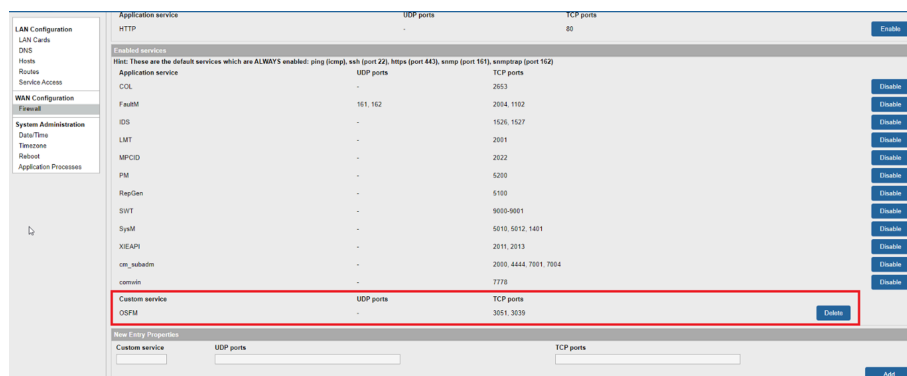 Application service UDP ports TCP ports
HTTP - 80 Enable
LAN Configuration
LAN Cards
DNS
Hosts
Routes
Service Access
WAN Configuration
Firewall
System Administration
Date/Time
Timezone
Reboot
Application Processes
Enabled services
Hint: These are the default services which are ALWAYS enabled: ping (icmp), ssh (port 22), https (port 443), snmp (port 161), snmptrap (port 162)
Application service UDP ports TCP ports
COL - 2653 Disable
FaultM 161, 162 2004, 1102 Disable
IDS - 1526, 1527 Disable
LMT - 2001 Disable
MPCID - 2022 Disable
PM - 5200 Disable
RepGen - 5100 Disable
SWT - 9000-9001 Disable
SysM - 5010, 5012, 1401 Disable
XIEAPI - 2011, 2013 Disable
cm_subadm - 2000, 4444, 7001, 7004 Disable
comwin - 7778 Disable
Custom service UDP ports TCP ports
OSFM - 3051, 3039 Delete
New Entry Properties
Custom service UDP ports TCP ports
Add